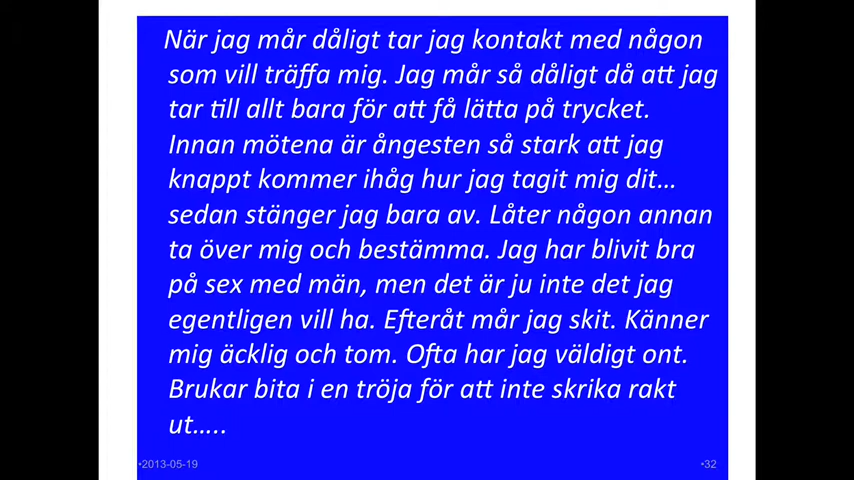 När jag mår dåligt tar jag kontakt med någon
som vill träffa mig. Jag mår så dåligt då att jag
tar till allt bara för att få lätta på trycket.
Innan mötena är ångesten så stark att jag
knappt kommer ihåg hur jag tagit mig dit…
sedan stänger jag bara av. Låter någon annan
ta över mig och bestämma. Jag har blivit bra
på sex med män, men det är ju inte det jag
egentligen vill ha. Efteråt mår jag skit. Känner
mig äcklig och tom. Ofta har jag väldigt ont.
Brukar bita i en tröja för att inte skrika rakt
ut…..
•2013-05-19
•32